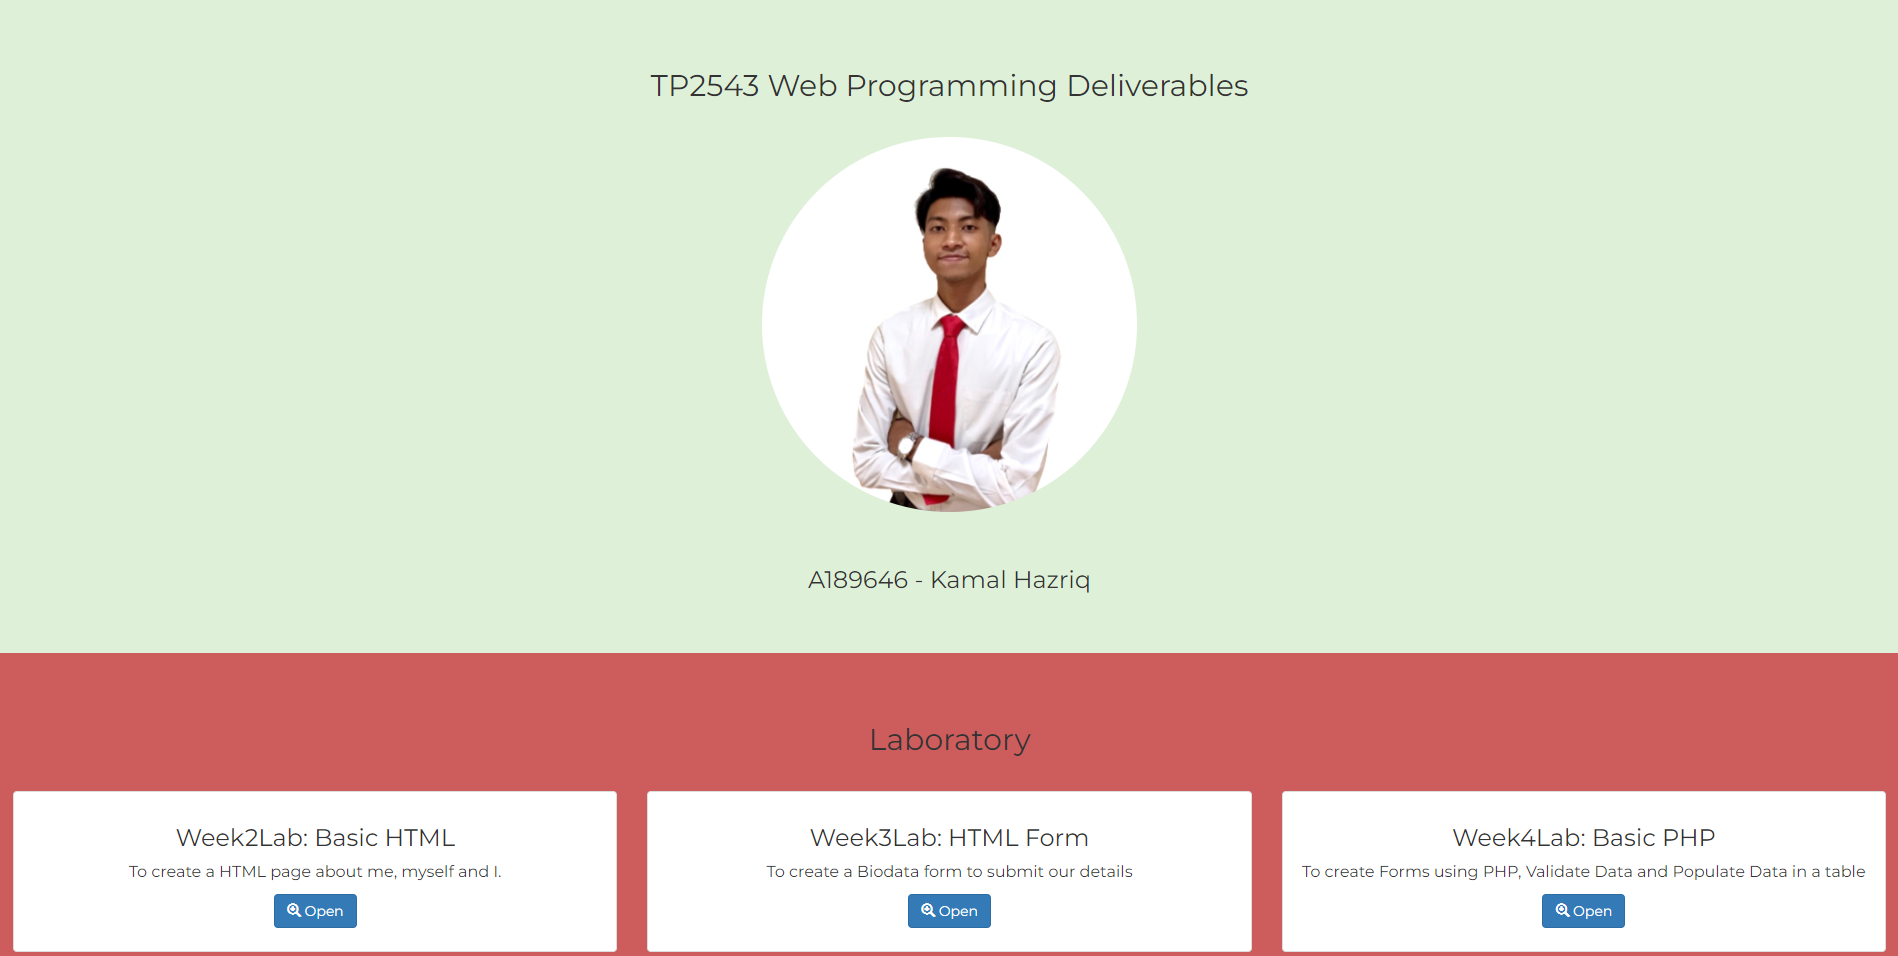 TP2543 Web Programming Deliverables
A189646 - Kamal Hazriq
Laboratory
Week2Lab: Basic HTML
To create a HTML page about me, myself and I.
Open
Week3Lab: HTML Form
To create a Biodata form to submit our details
Open
Week4Lab: Basic PHP
To create Forms using PHP, Validate Data and Populate Data in a table
Open